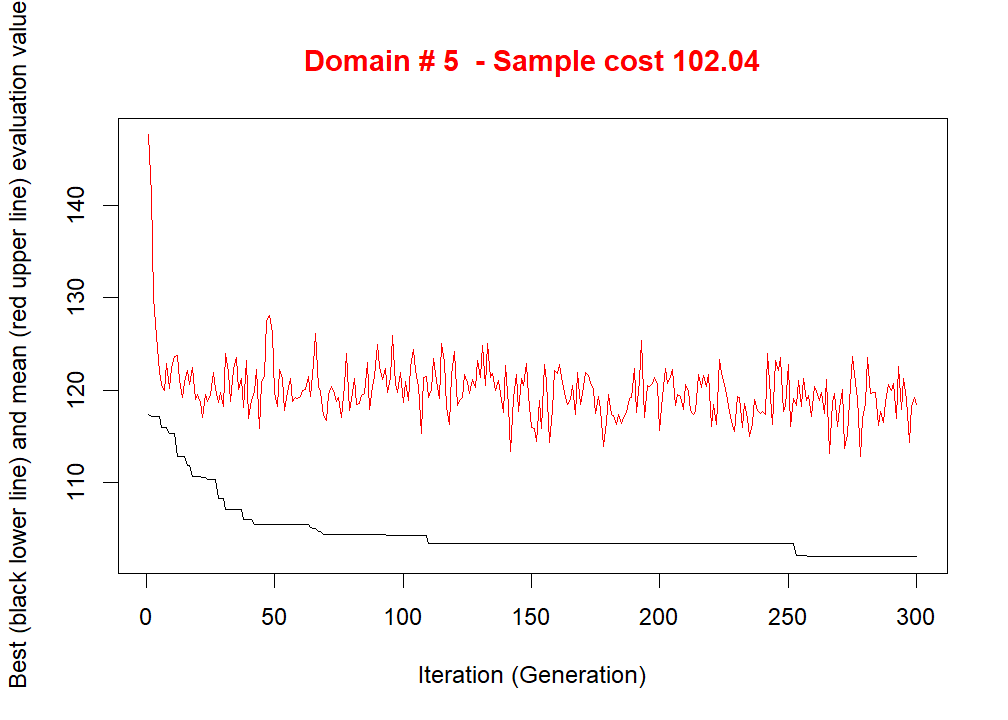 Domain # 5  - Sample cost 102.04
Best (black lower line) and mean (red upper line) evaluation value
140
130
120
110
0 50 100 150 200 250 300
Iteration (Generation)